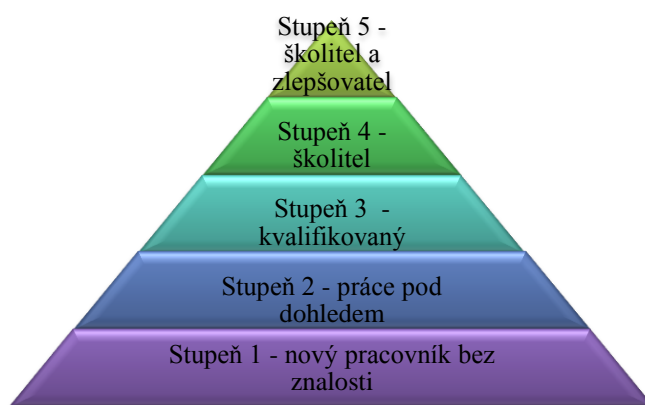 Stupeň 5 -
školitel a
zlepšovatel
Stupeň 4 -
školitel
Stupeň 3  -
kvalifikovaný
Stupeň 2 - práce pod
dohledem
Stupeň 1 - nový pracovník bez
znalosti